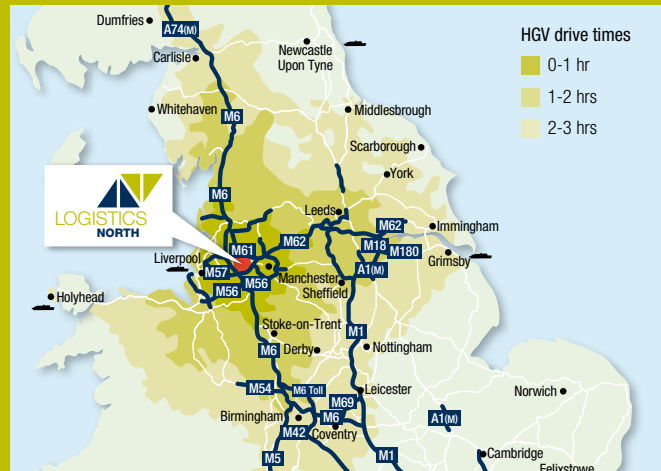 Dumfries
A74(M)
Carlisle
Newcastle
Upon Tyne
HGV drive times
0-1 hr
1-2 hrs
2-3 hrs
Whitehaven
M6
Middlesbrough
Scarborough
York
M6
LOGISTICS
NORTH
Leeds
M62
M62
Immingham
M61
M18
M180
Liverpool
Grimsby
M57
M56
Manchester
A1(M)
M56
Sheffield
Holyhead
Stoke-on-Trent
M1
M6
Derby
Nottingham
M54
M6 Toll
Leicester
Norwich
M69
Birmingham
M6
A1(M)
M42
Coventry
Cambridge
M5
M1
Felixstowe